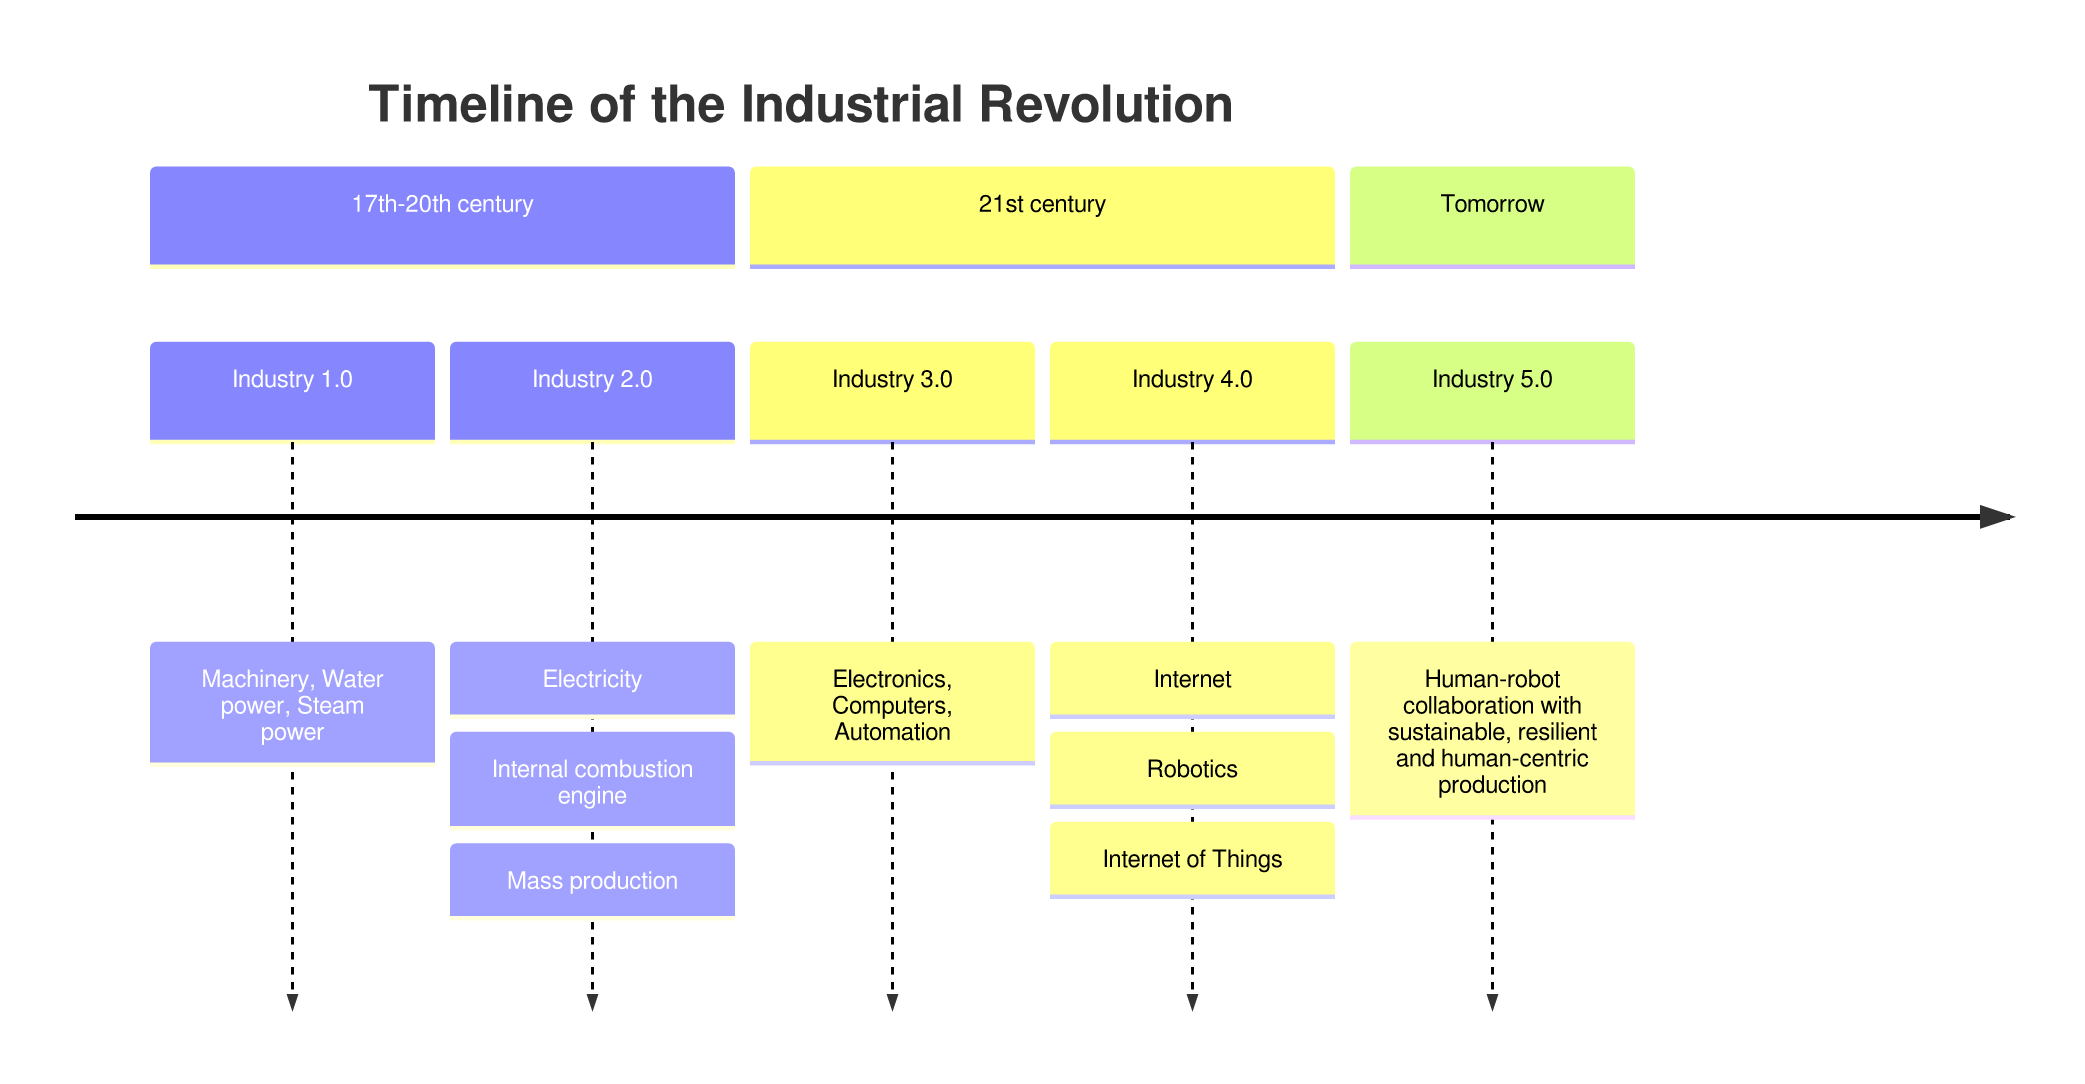 Timeline of the Industrial Revolution
17th-20th century
21st century
Tomorrow
Industry 1.0
Industry 2.0
Industry 3.0
Industry 4.0
Industry 5.0
Machinery, Water
power, Steam
power
Electricity
Internal combustion
engine
Mass production
Electronics,
Computers,
Automation
Internet
Robotics
Internet of Things
Human-robot
collaboration with
sustainable, resilient
and human-centric
production